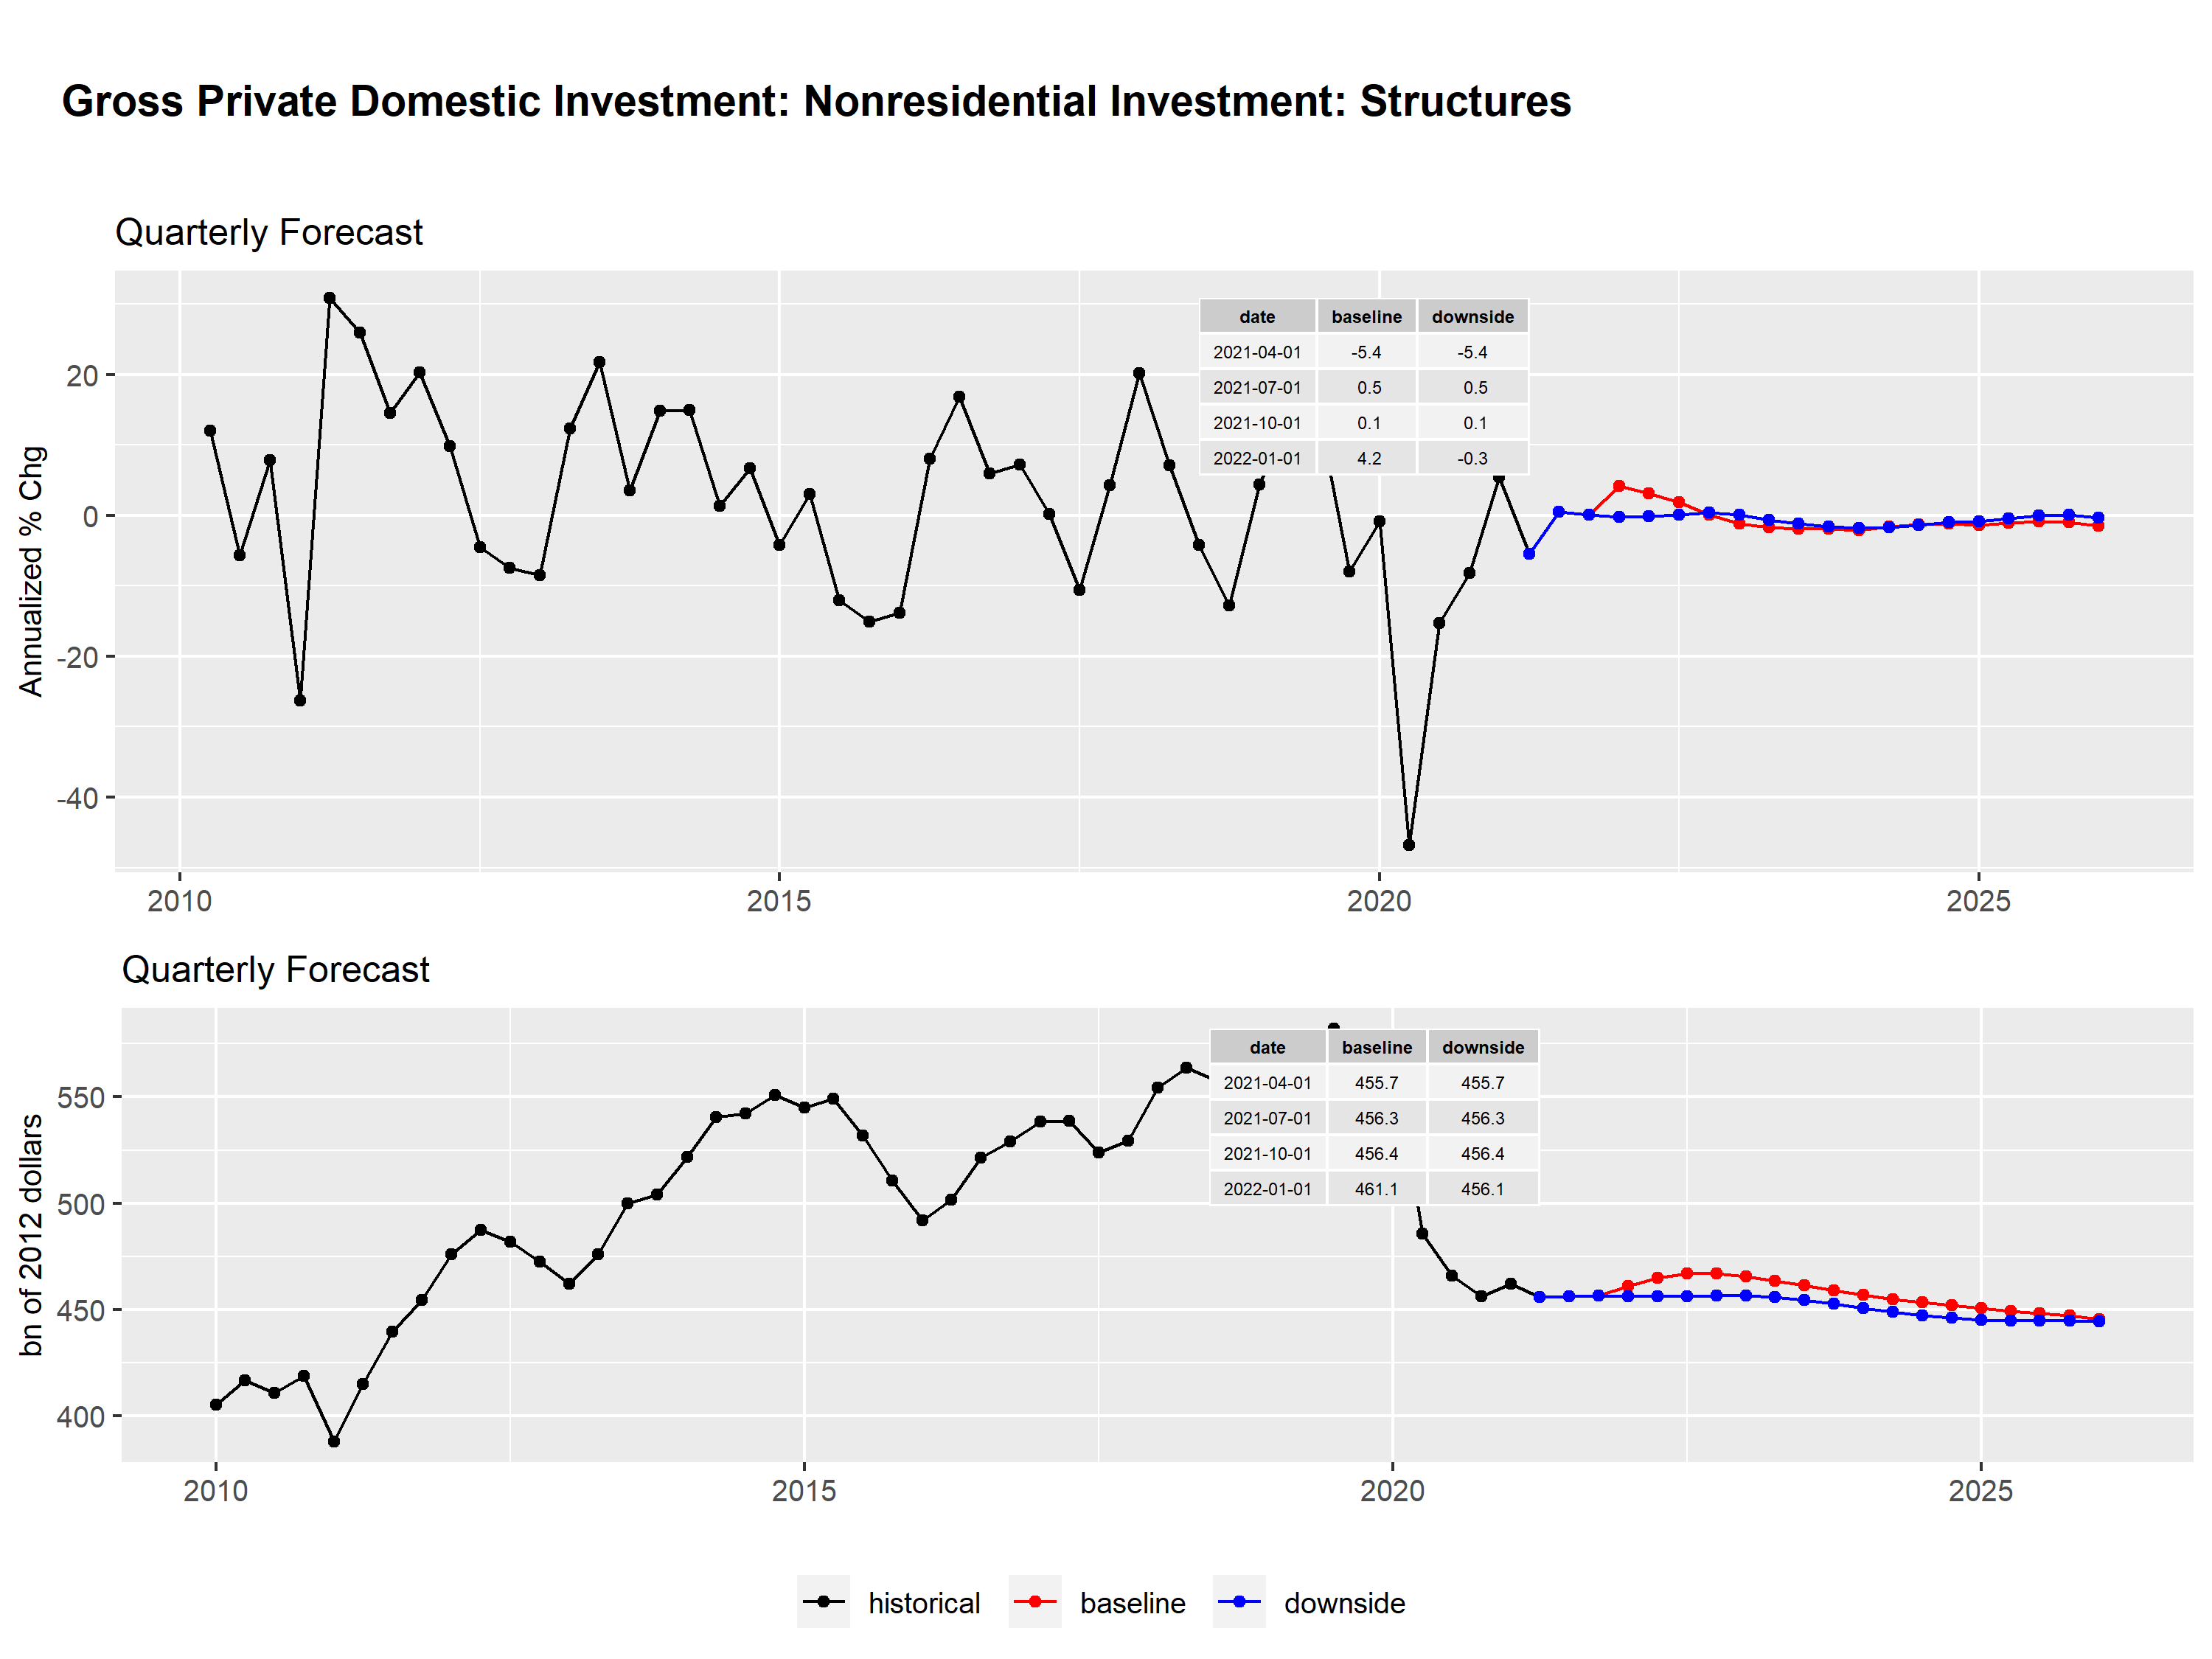 Gross Private Domestic Investment: Nonresidential Investment: Structures
Quarterly Forecast
Annualized % Chg
20
0
-20
-40
date baseline downside
2021-04-01 -5.4 -5.4
2021-07-01 0.5 0.5
2021-10-01 0.1 0.1
2022-01-01 4.2 -0.3
2010 2015 2020 2025
Quarterly Forecast
bn of 2012 dollars
550
500
450
400
date baseline downside
2021-04-01 455.7 455.7
2021-07-01 456.3 456.3
2021-10-01 456.4 456.4
2022-01-01 461.1 456.1
2010 2015 2020 2025
historical baseline downside